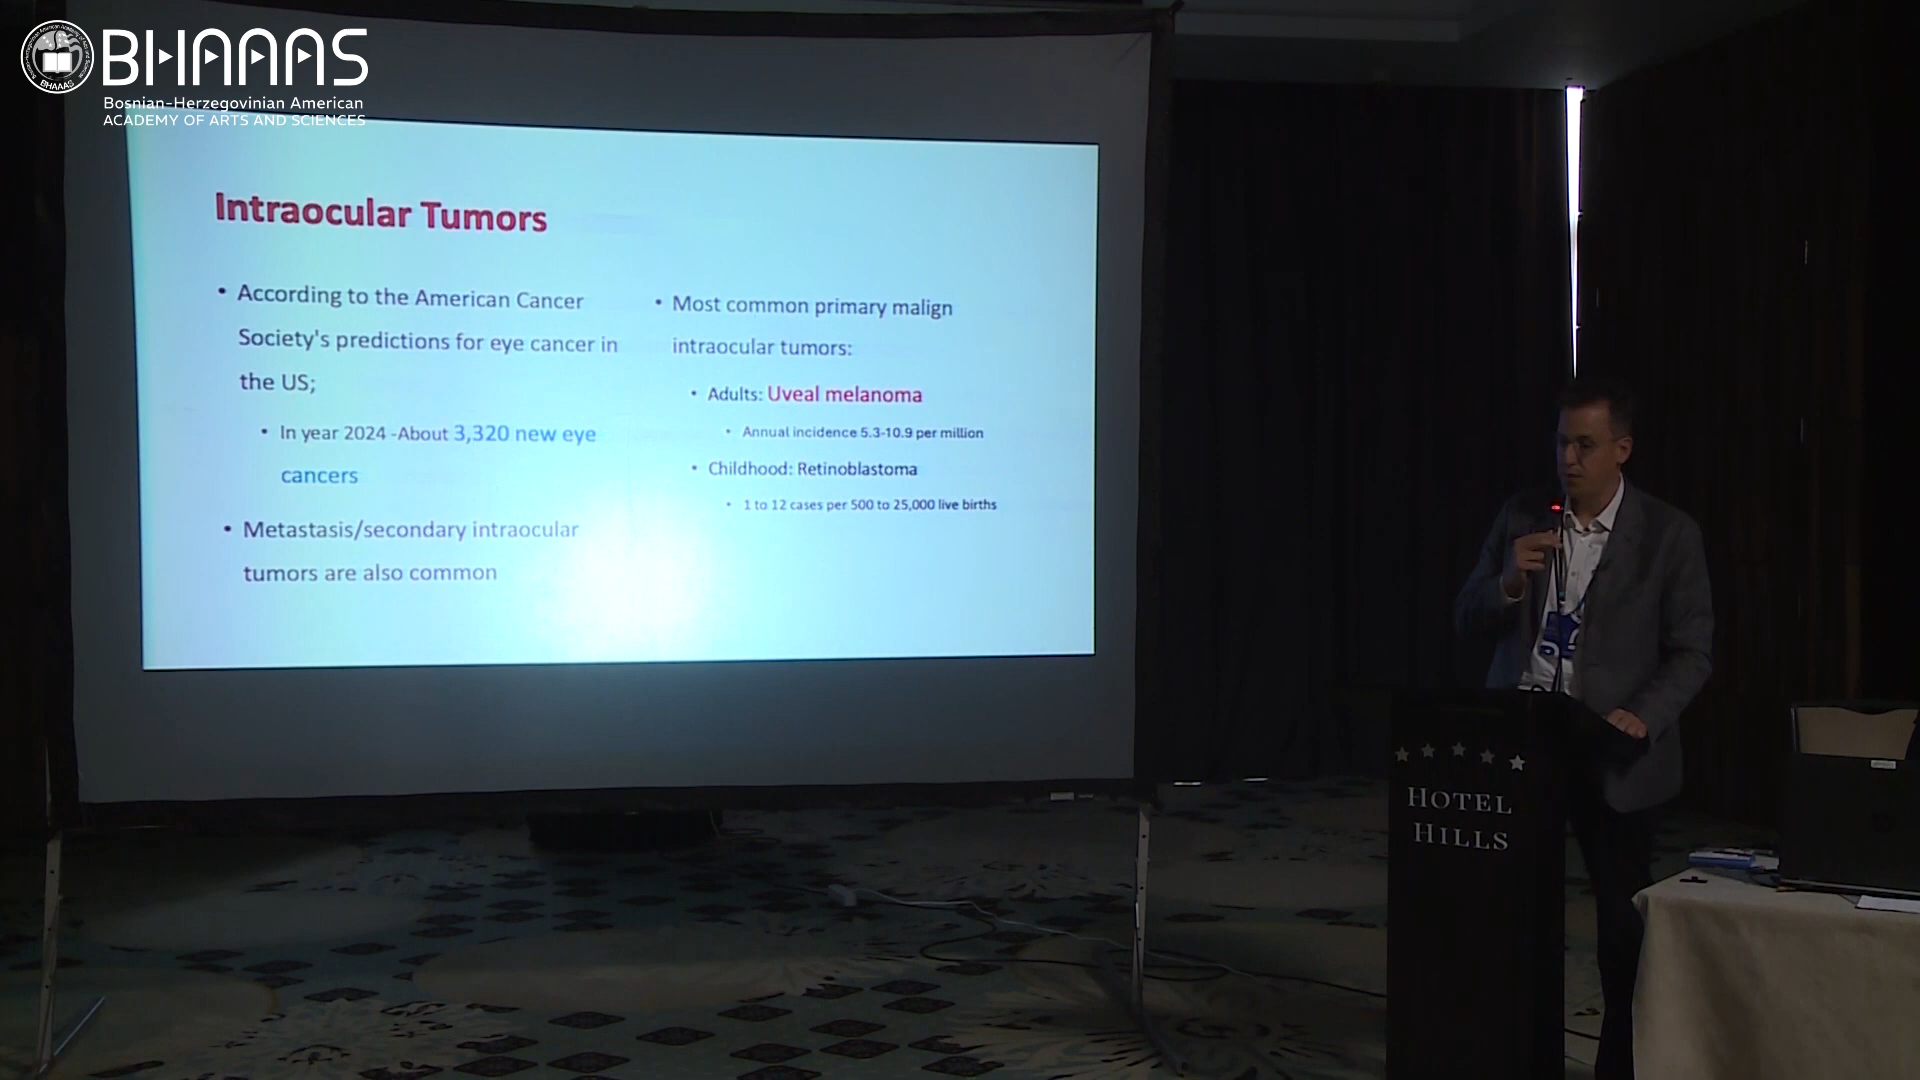 BHAAAS
Bosnian-Herzegovinian American
ACADEMY OF ARTS AND SCIENCES
BHAAAS
Intraocular Tumors
• According to the American Cancer
Society's predictions for eye cancer in
the US;
• In year 2024 -About 3,320 new eye
cancers
• Metastasis/secondary intraocular
tumors are also common
• Most common primary malign
intraocular tumors:
• Adults: Uveal melanoma
• Annual incidence 5.3-10.9 per million
• Childhood: Retinoblastoma
• 1 to 12 cases per 500 to 25,000 live births
HOTEL
HILLS